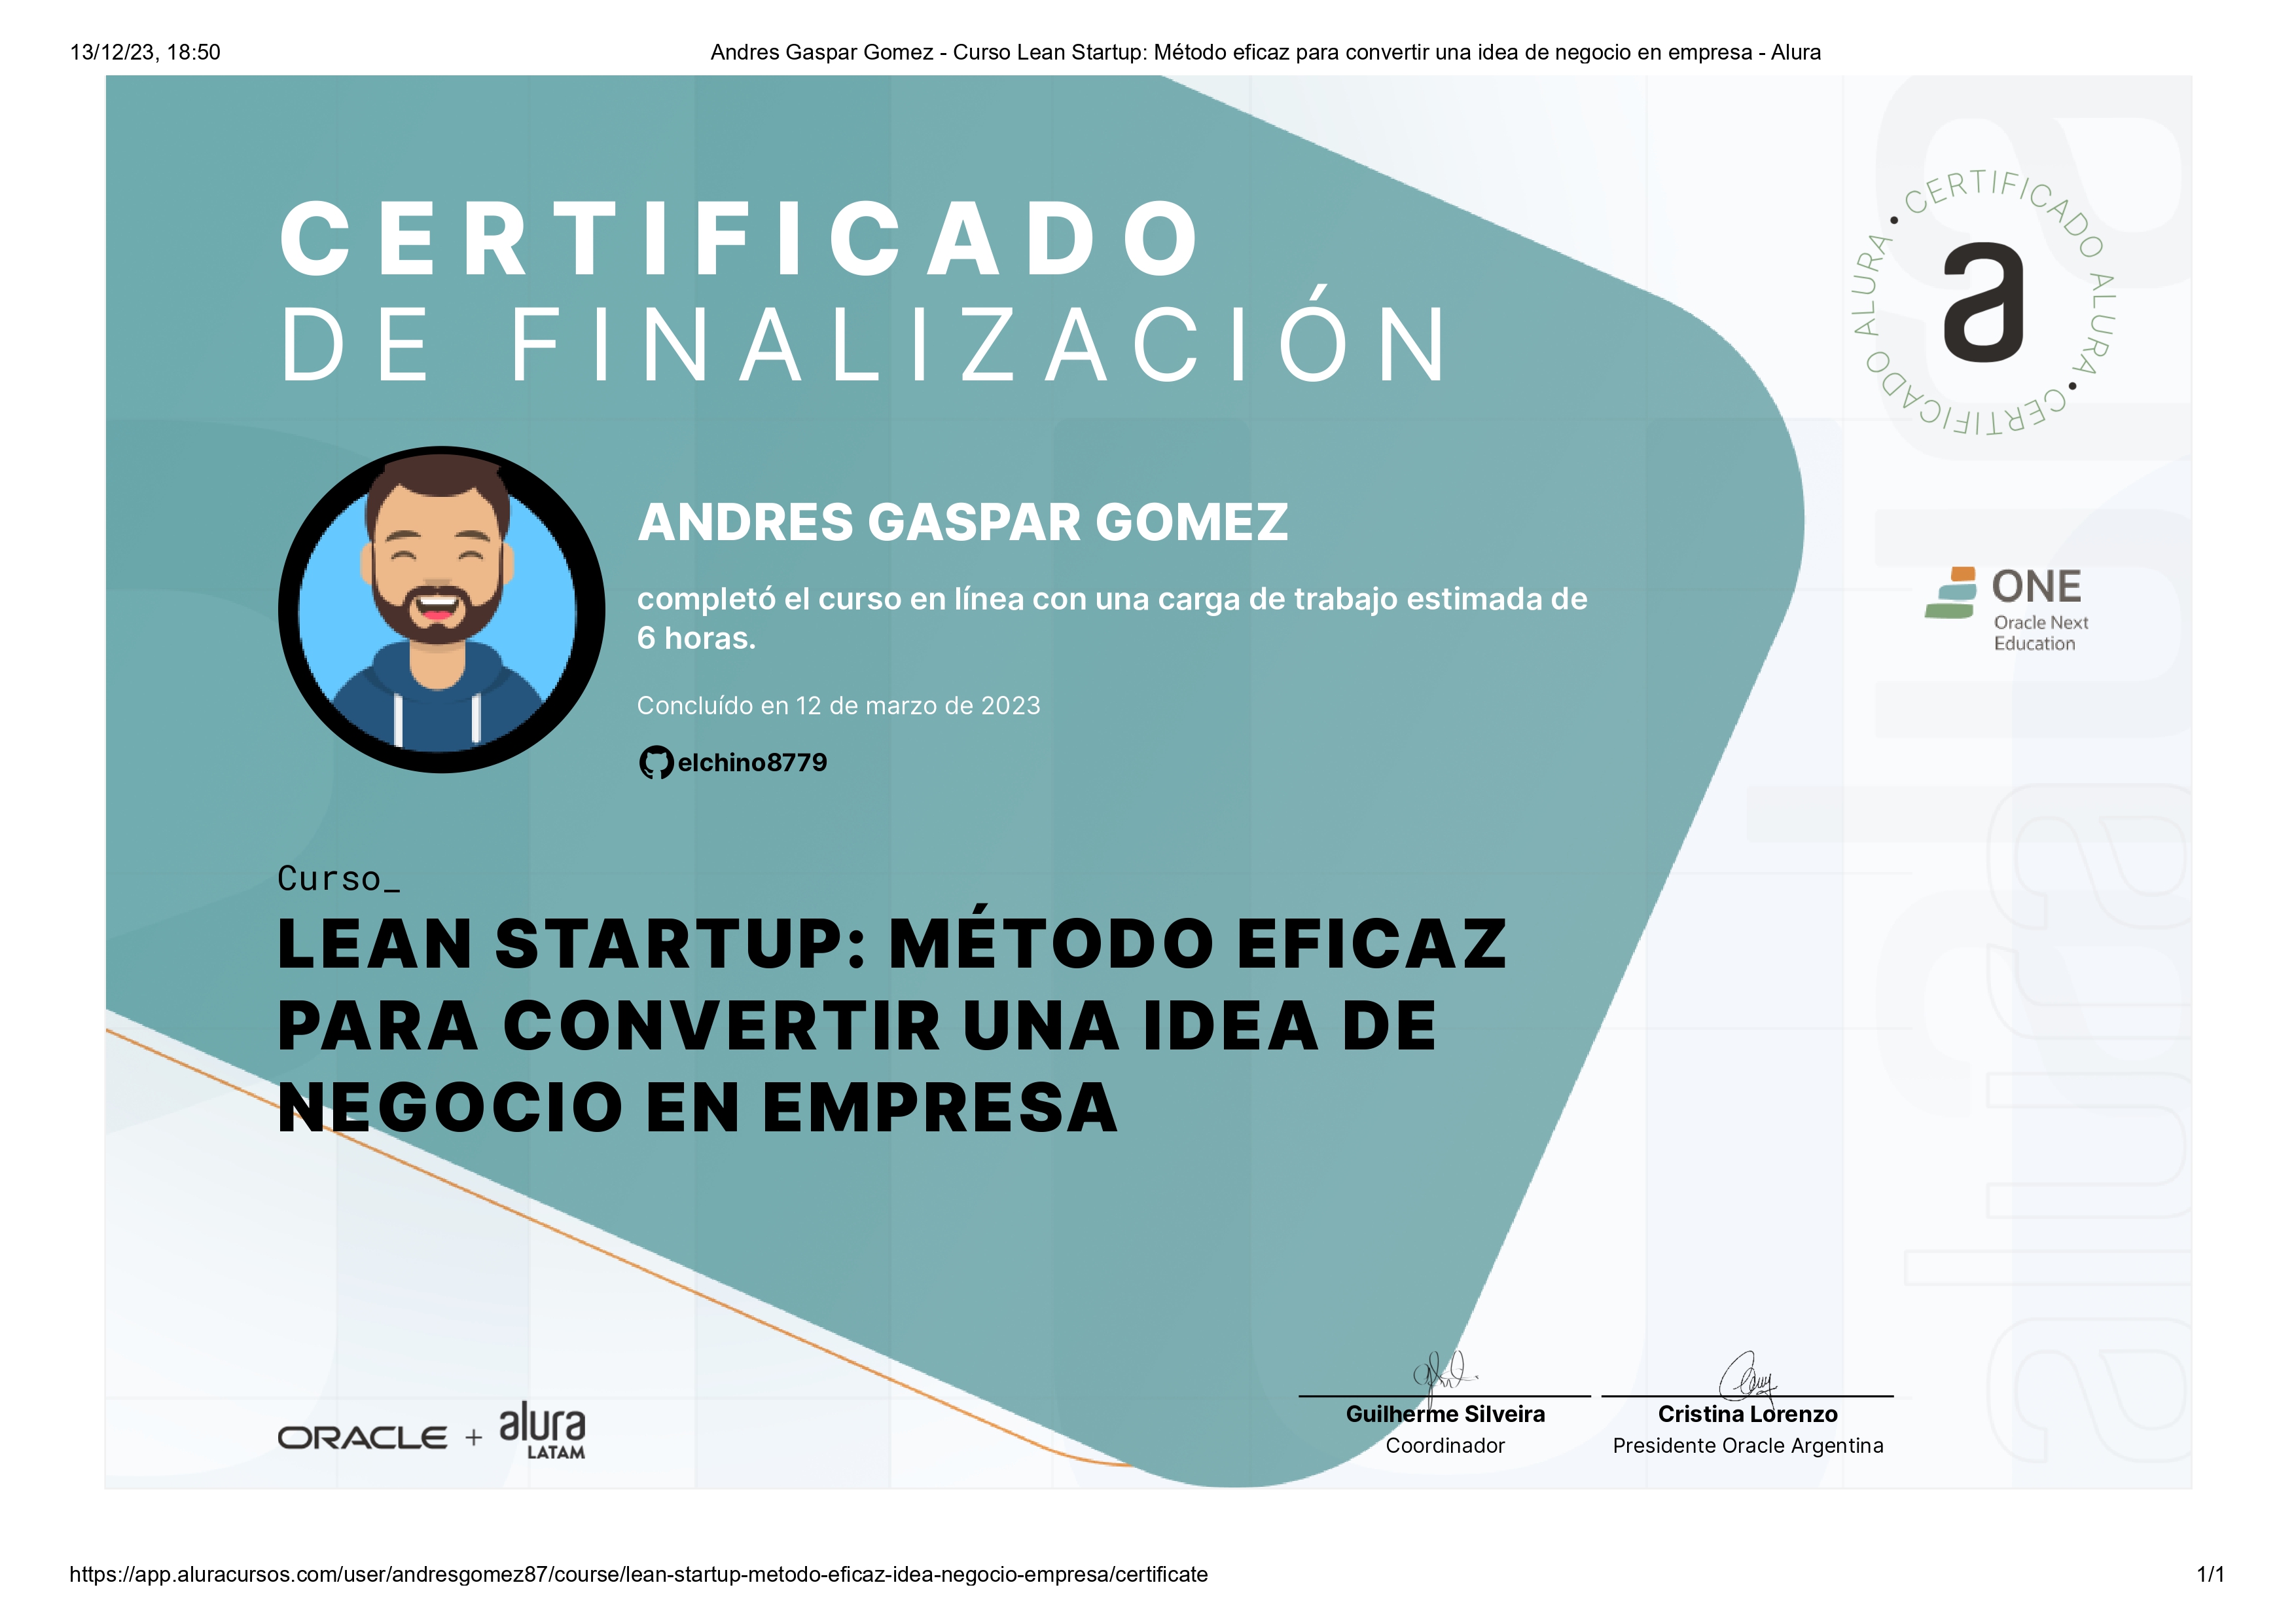 13/12/23, 18:50
Andres Gaspar Gomez - Curso Lean Startup: Método eficaz para convertir una idea de negocio en empresa - Alura
CERTIFICADO
DE FINALIZACIÓN
• CERTIFICADO ALURA • CERTIFICADO ALURA
a
ANDRES GASPAR GOMEZ
completó el curso en línea con una carga de trabajo estimada de
6 horas.
Concluído en 12 de marzo de 2023
elchino8779
ONE
Oracle Next
Education
Curso_
LEAN STARTUP: MÉTODO EFICAZ
PARA CONVERTIR UNA IDEA DE
NEGOCIO EN EMPRESA
alura
ORACLE + alura
LATAM
Guilherme Silveira
Coordinador
Cristina Lorenzo
Presidente Oracle Argentina
https://app.aluracursos.com/user/andresgomez87/course/lean-startup-metodo-eficaz-idea-negocio-empresa/certificate
1/1